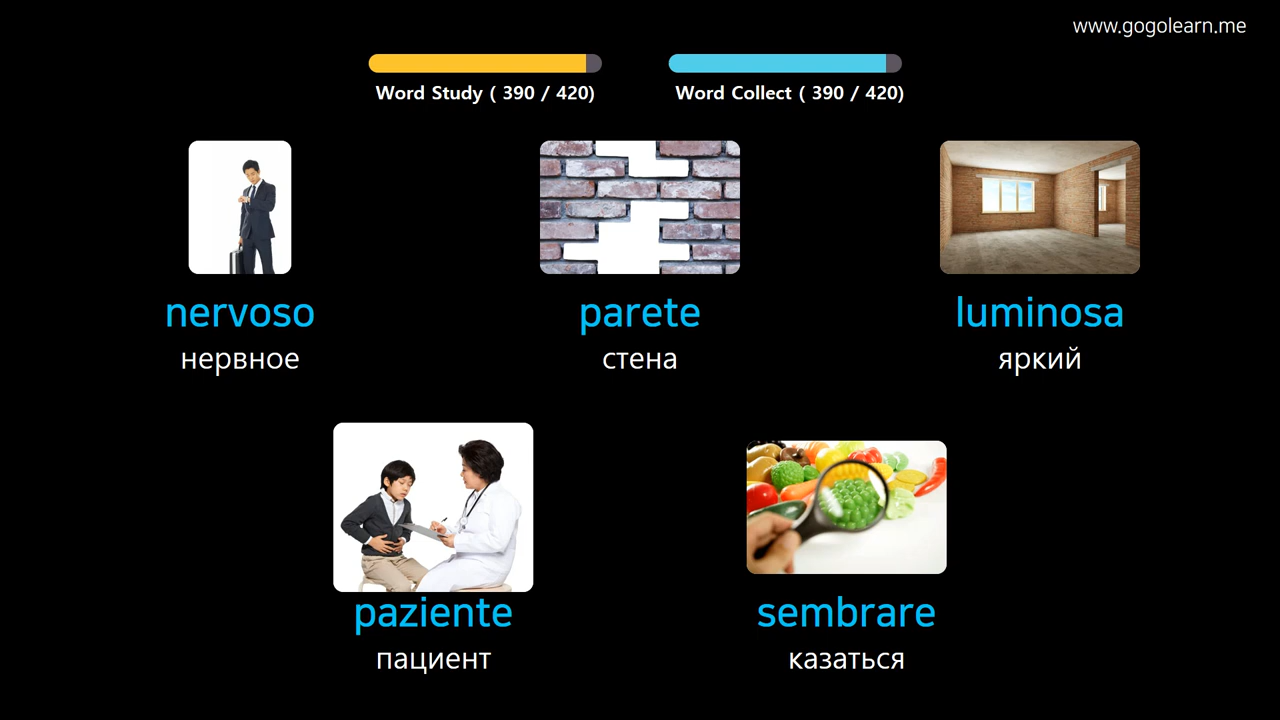 www.gogolearn.me
Word Study ( 390 / 420)
Word Collect ( 390 / 420)
nervoso
нервное
parete
стена
luminosa
яркий
paziente
пациент
sembrare
казаться